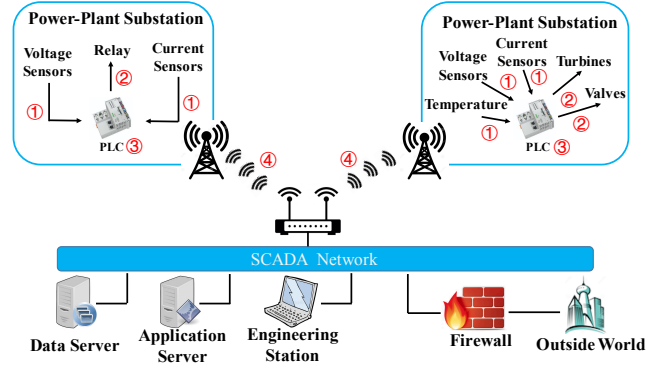 Power-Plant Substation
Voltage Sensors
Relay
Current Sensors
①
②
①
PLC ③
④
Power-Plant Substation
Voltage Sensors
Current Sensors
Turbines
Valves
Temperature
①
①
②
②
①
PLC ③
④
SCADA Network
Data Server
Application Server
Engineering Station
Firewall
Outside World